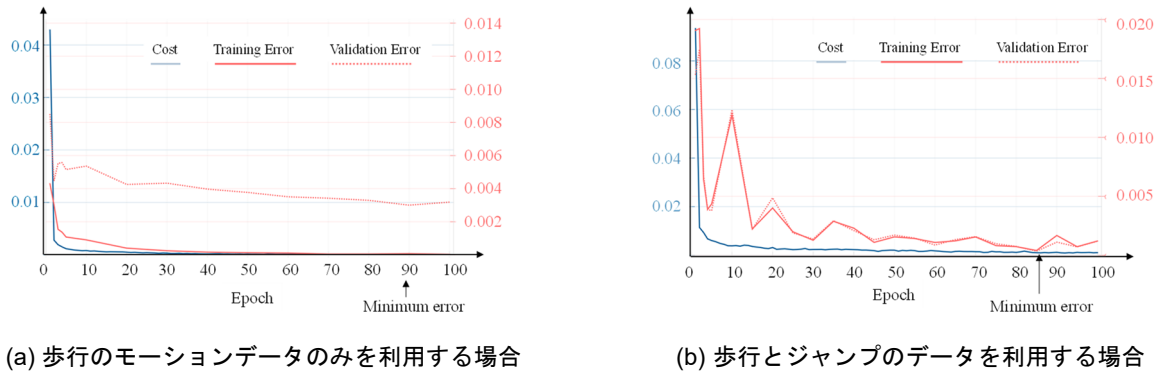 0.04
0.03
0.02
0.01
0.014
0.012
0.010
0.008
0.006
0.004
0.002
Cost
Training Error
Validation Error
0 10 20 30 40 50 60 70 80 90 100
Epoch
Minimum error
(a) 歩行のモーションデータのみを利用する場合
0.08
0.06
0.04
0.02
0.020
0.015
0.010
0.005
Cost
Training Error
Validation Error
0 10 20 30 40 50 60 70 80 90 100
Epoch
Minimum error
(b) 歩行とジャンプのデータを利用する場合